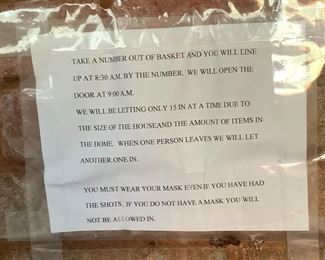 TAKE A NUMBER OUT OF BASKET AND YOU WILL LINE
UP AT 8:30 A.M. BY THE NUMBER. WE WILL OPEN THE
DOOR AT 9:00 A.M.
WE WILL BE LETTING ONLY 15 IN AT A TIME DUE TO
THE SIZE OF THE HOUSEAND THE AMOUNT OF ITEMS IN
THE HOME. WHEN ONE PERSON LEAVES WE WILL LET
ANOTHER ONE IN.
YOU MUST WEAR YOUR MASK EVEN IF YOU HAVE HAD
THE SHOTS. IF YOU DO NOT HAVE A MASK YOU WILL
NOT BE ALLOWED IN.